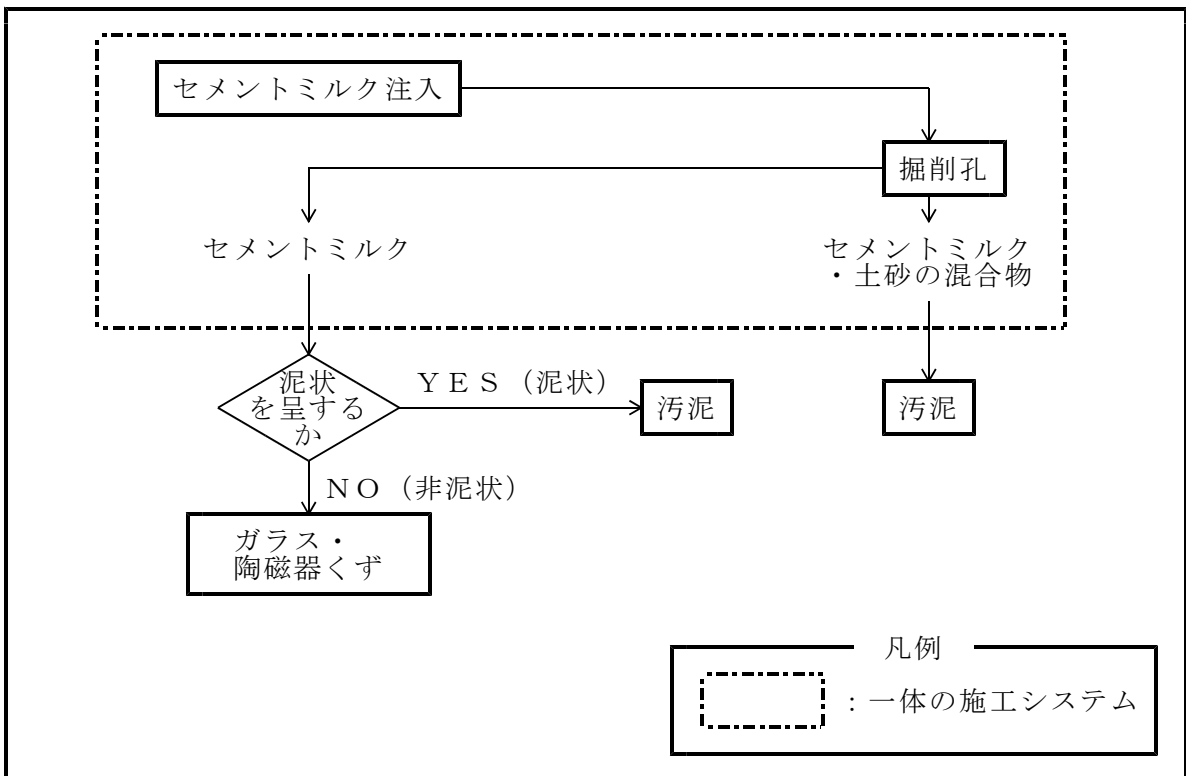 セメントミルク注入
掘削孔
セメントミルク
セメントミルク
・土砂の混合物
泥状
を呈する
か
ＹＥＳ（泥状）
汚泥
汚泥
ＮＯ（非泥状）
ガラス・
陶磁器くず
凡例
：一体の施工システム